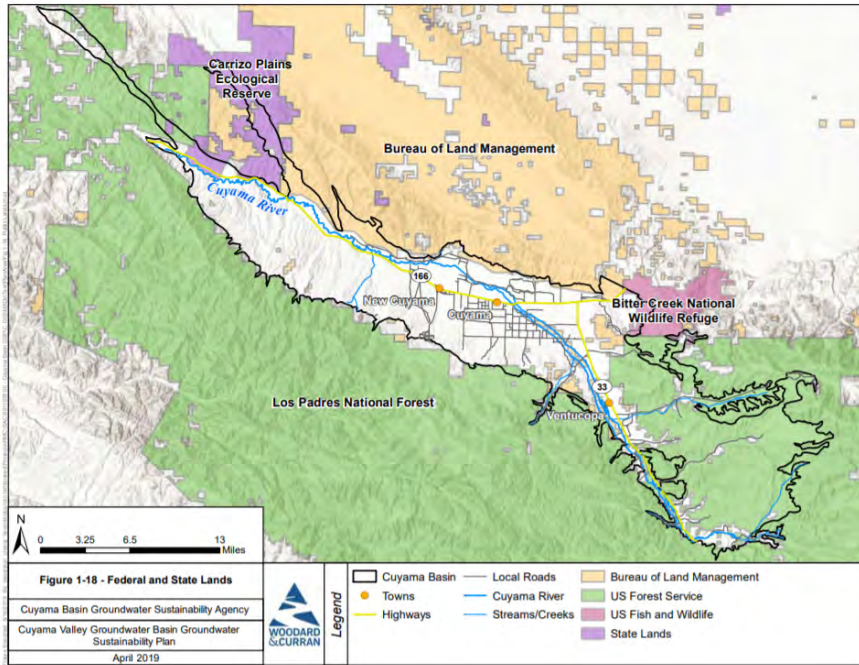 Carrizo Plains
Ecological
Reserve
Bureau of Land Management
Cuyama River
166
New Cuyama
Cuyama
Bitter Creek National
Wildlife Refuge
33
Ventucopa
Los Padres National Forest
N
0 3.25 6.5 13
Miles
Figure 1-18 - Federal and State Lands
Cuyama Basin Groundwater Sustainability Agency
Cuyama Valley Groundwater Basin Groundwater
Sustainability Plan
April 2019
WOODARD
&CURRAN
Legend
Cuyama Basin
Towns
Highways
Local Roads
Cuyama River
Streams/Creeks
Bureau of Land Management
US Forest Service
US Fish and Wildlife
State Lands